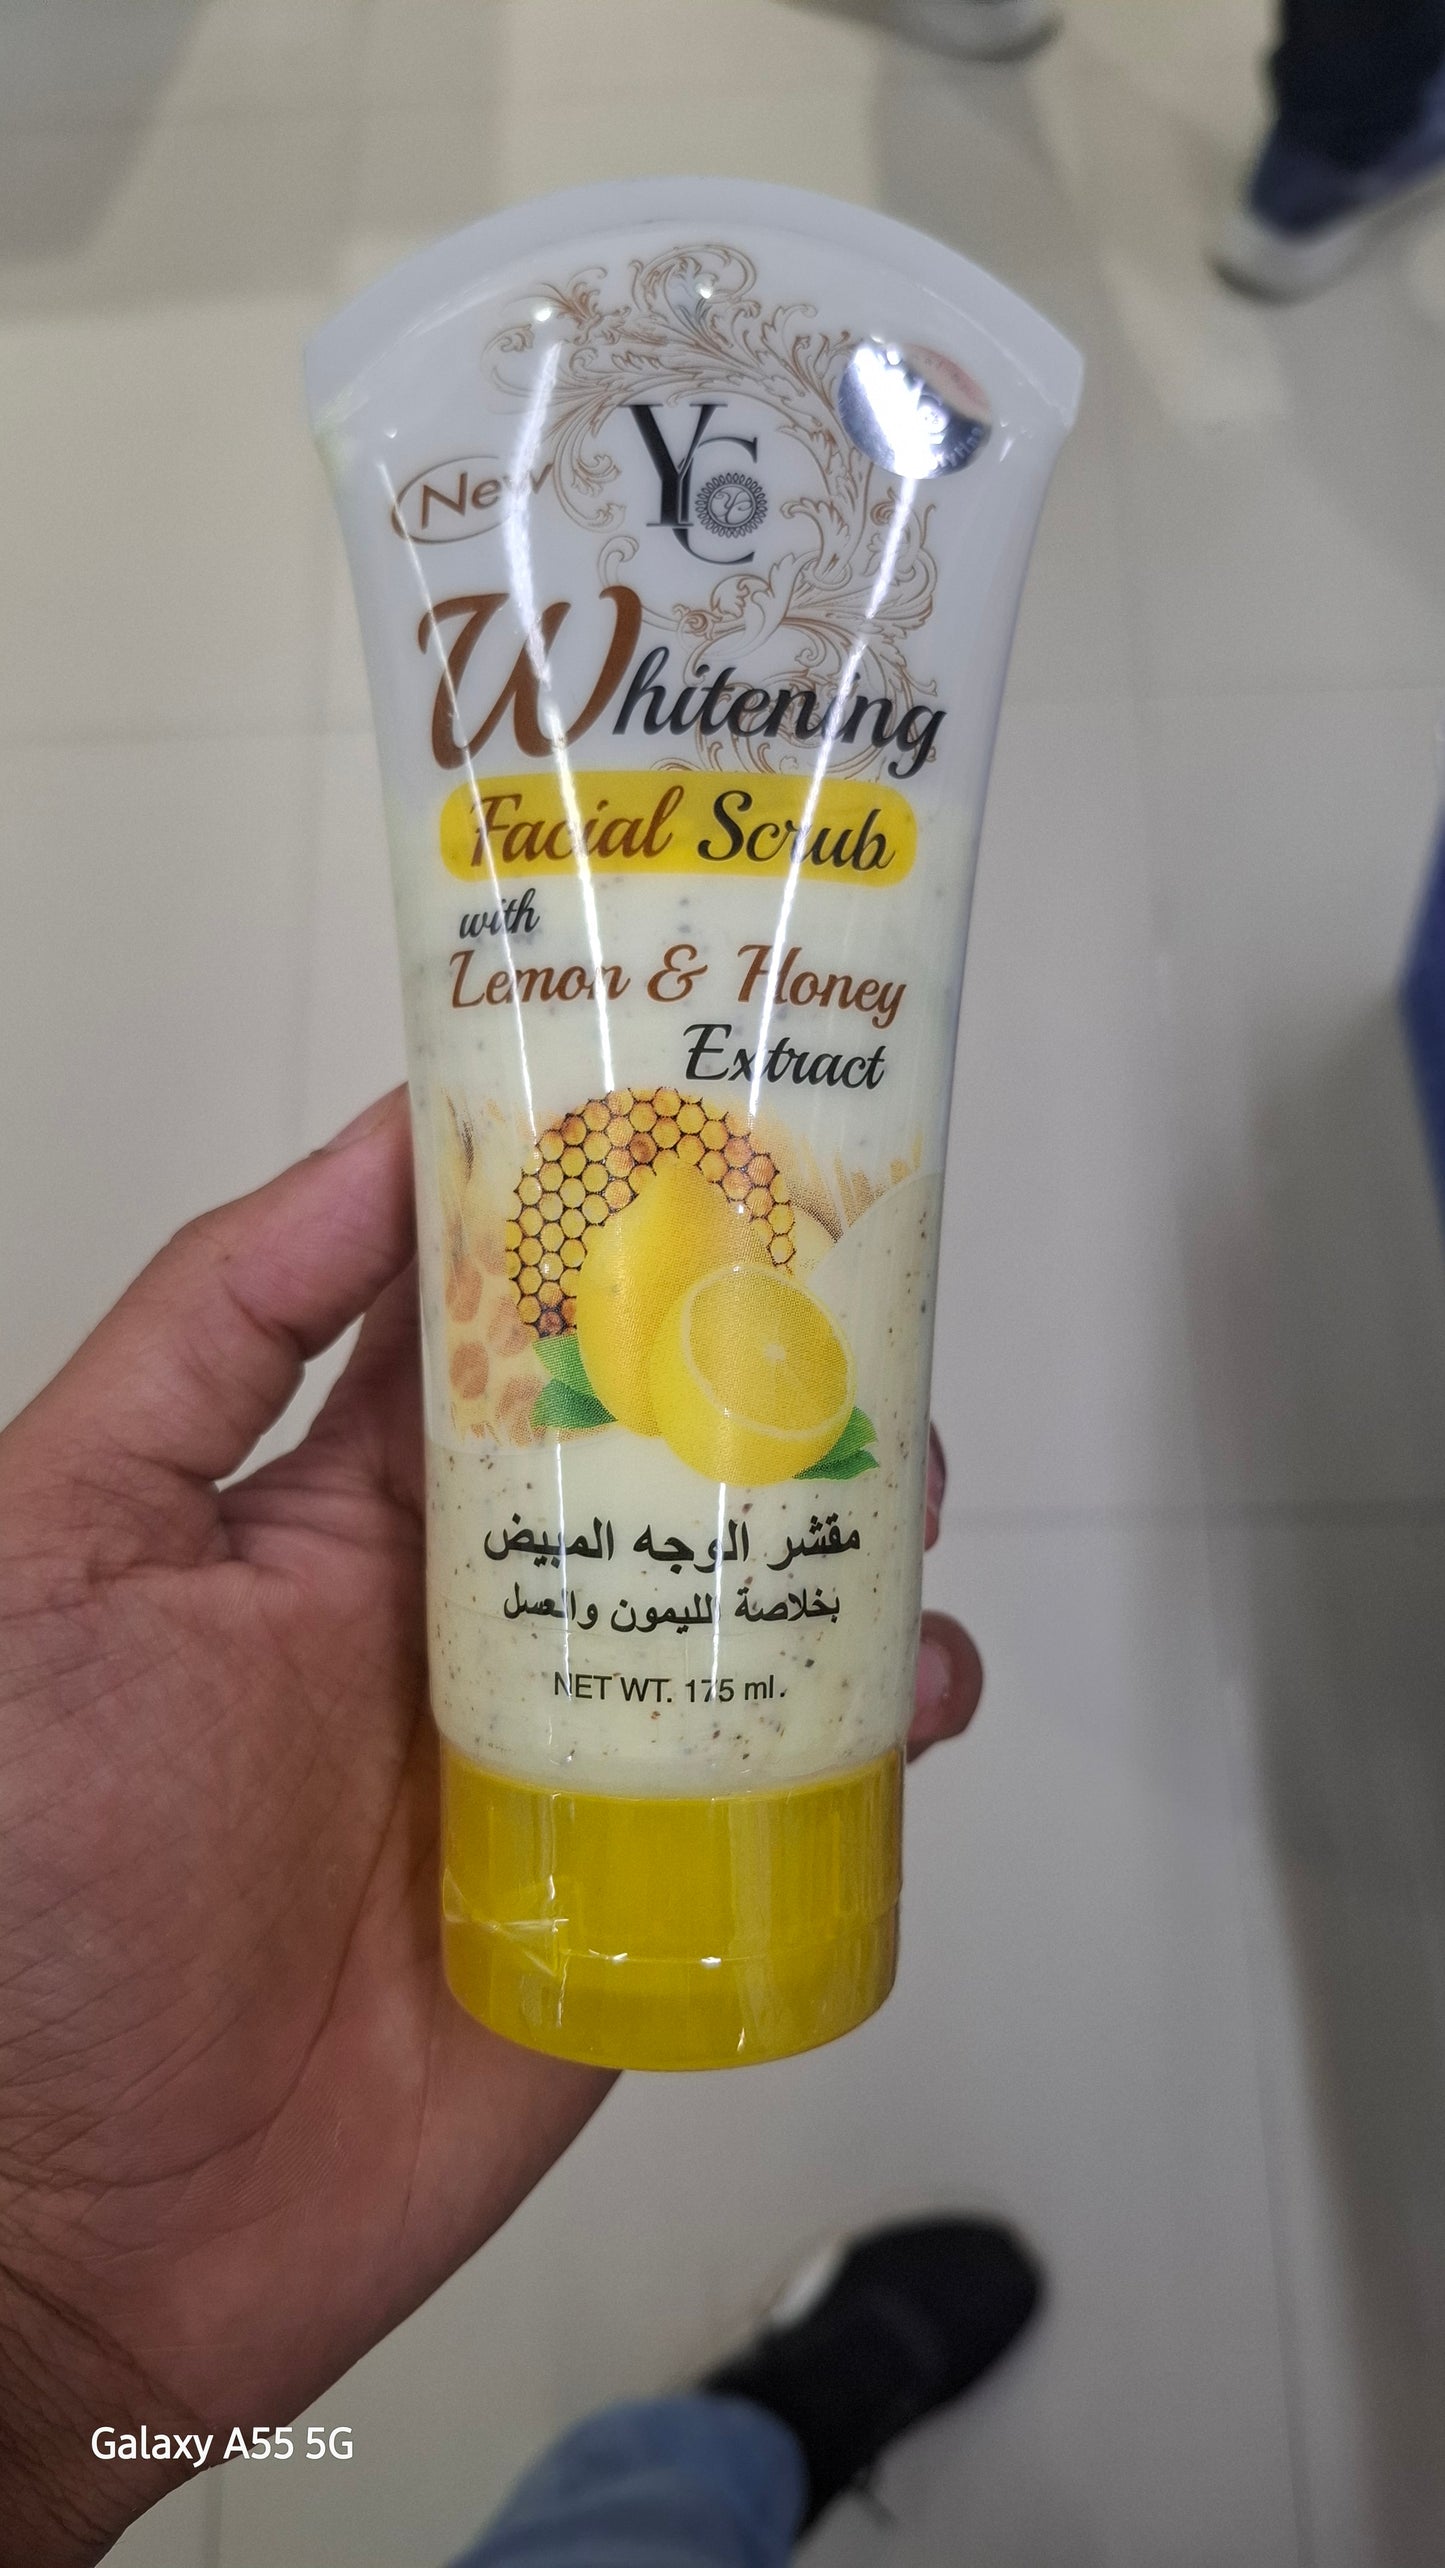 YC
New
Whitening
Facial Scrub
with
Lemon & Honey
Extract
مقشر الوجه المبيض
بخلاصة الليمون والعسل
NET WT. 175 ml.
Galaxy A55 5G